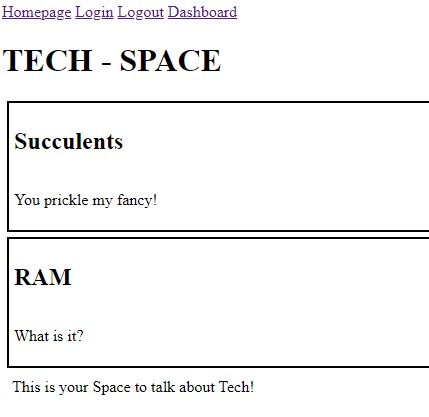 Homepage Login Logout Dashboard
TECH - SPACE
Succulents
You prickle my fancy!
RAM
What is it?
This is your Space to talk about Tech!